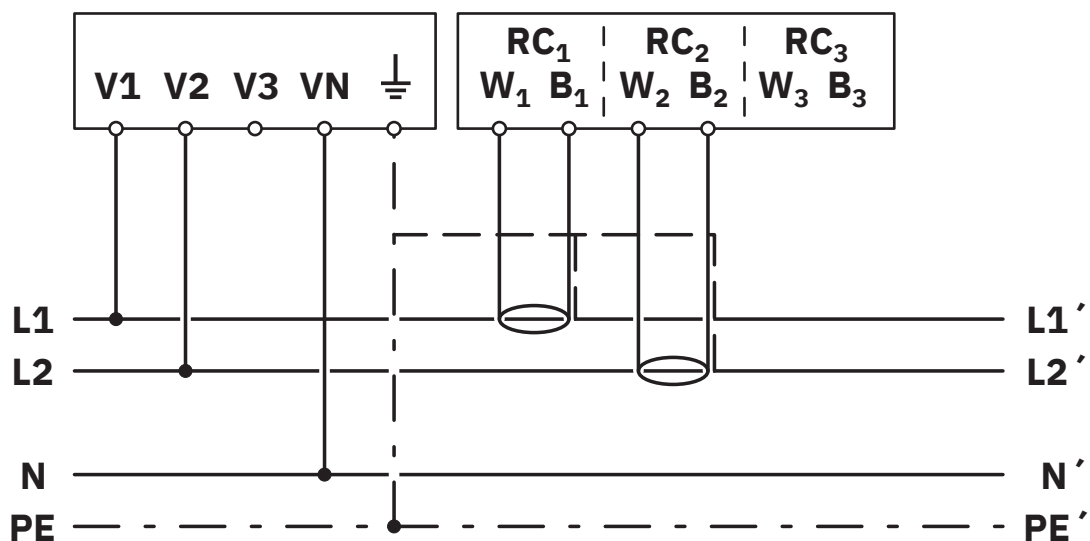 RC₁ RC₂ RC₃
V1 V2 V3 VN W₁ B₁ W₂ B₂ W₃ B₃
L1 L1´
L2 L2´
N N´
PE PE´